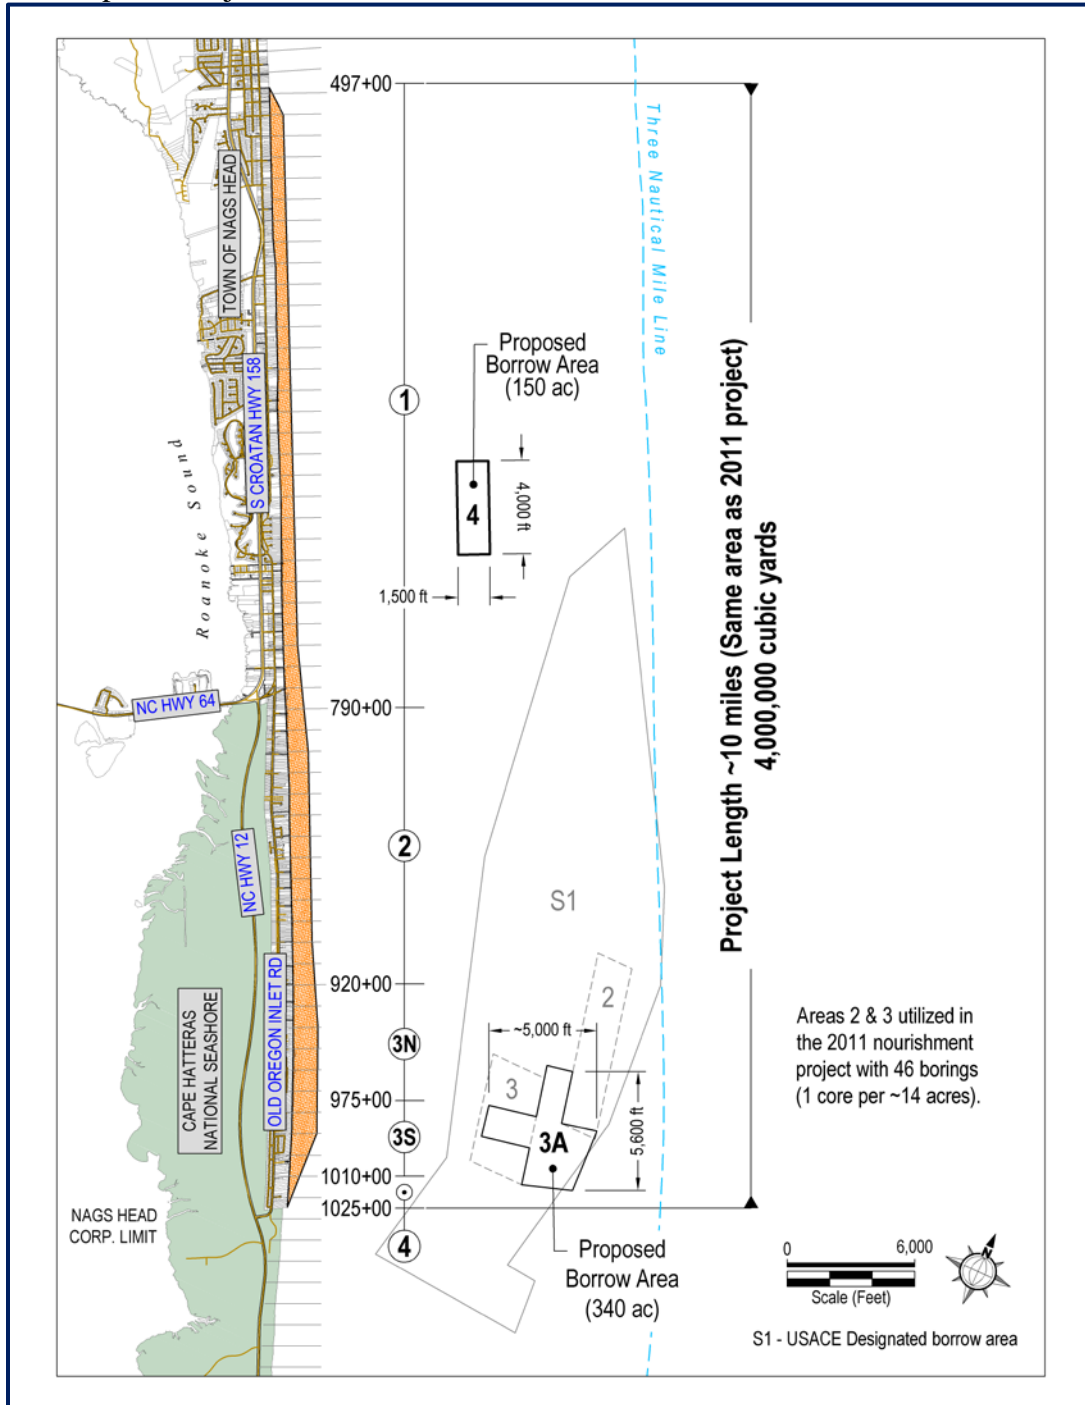 497+00
Three Nautical Mile Line
TOWN OF NAGS HEAD
Proposed
Borrow Area
(150 ac)
S CROATAN HWY 158
1
4
4,000 ft
1,500 ft
Roanoke Sound
Project Length ~10 miles (Same area as 2011 project)
4,000,000 cubic yards
NC HWY 64
790+00
NC HWY 12
2
S1
OLD OREGON INLET RD
920+00
2
CAPE HATTERAS
NATIONAL SEASHORE
3N
~5,000 ft
Areas 2 & 3 utilized in
the 2011 nourishment
project with 46 borings
(1 core per ~14 acres).
3
975+00
3S
3A
5,600 ft
1010+00
1025+00
NAGS HEAD
CORP. LIMIT
4
Proposed
Borrow Area
(340 ac)
0 6,000
Scale (Feet)
N
S1 - USACE Designated borrow area